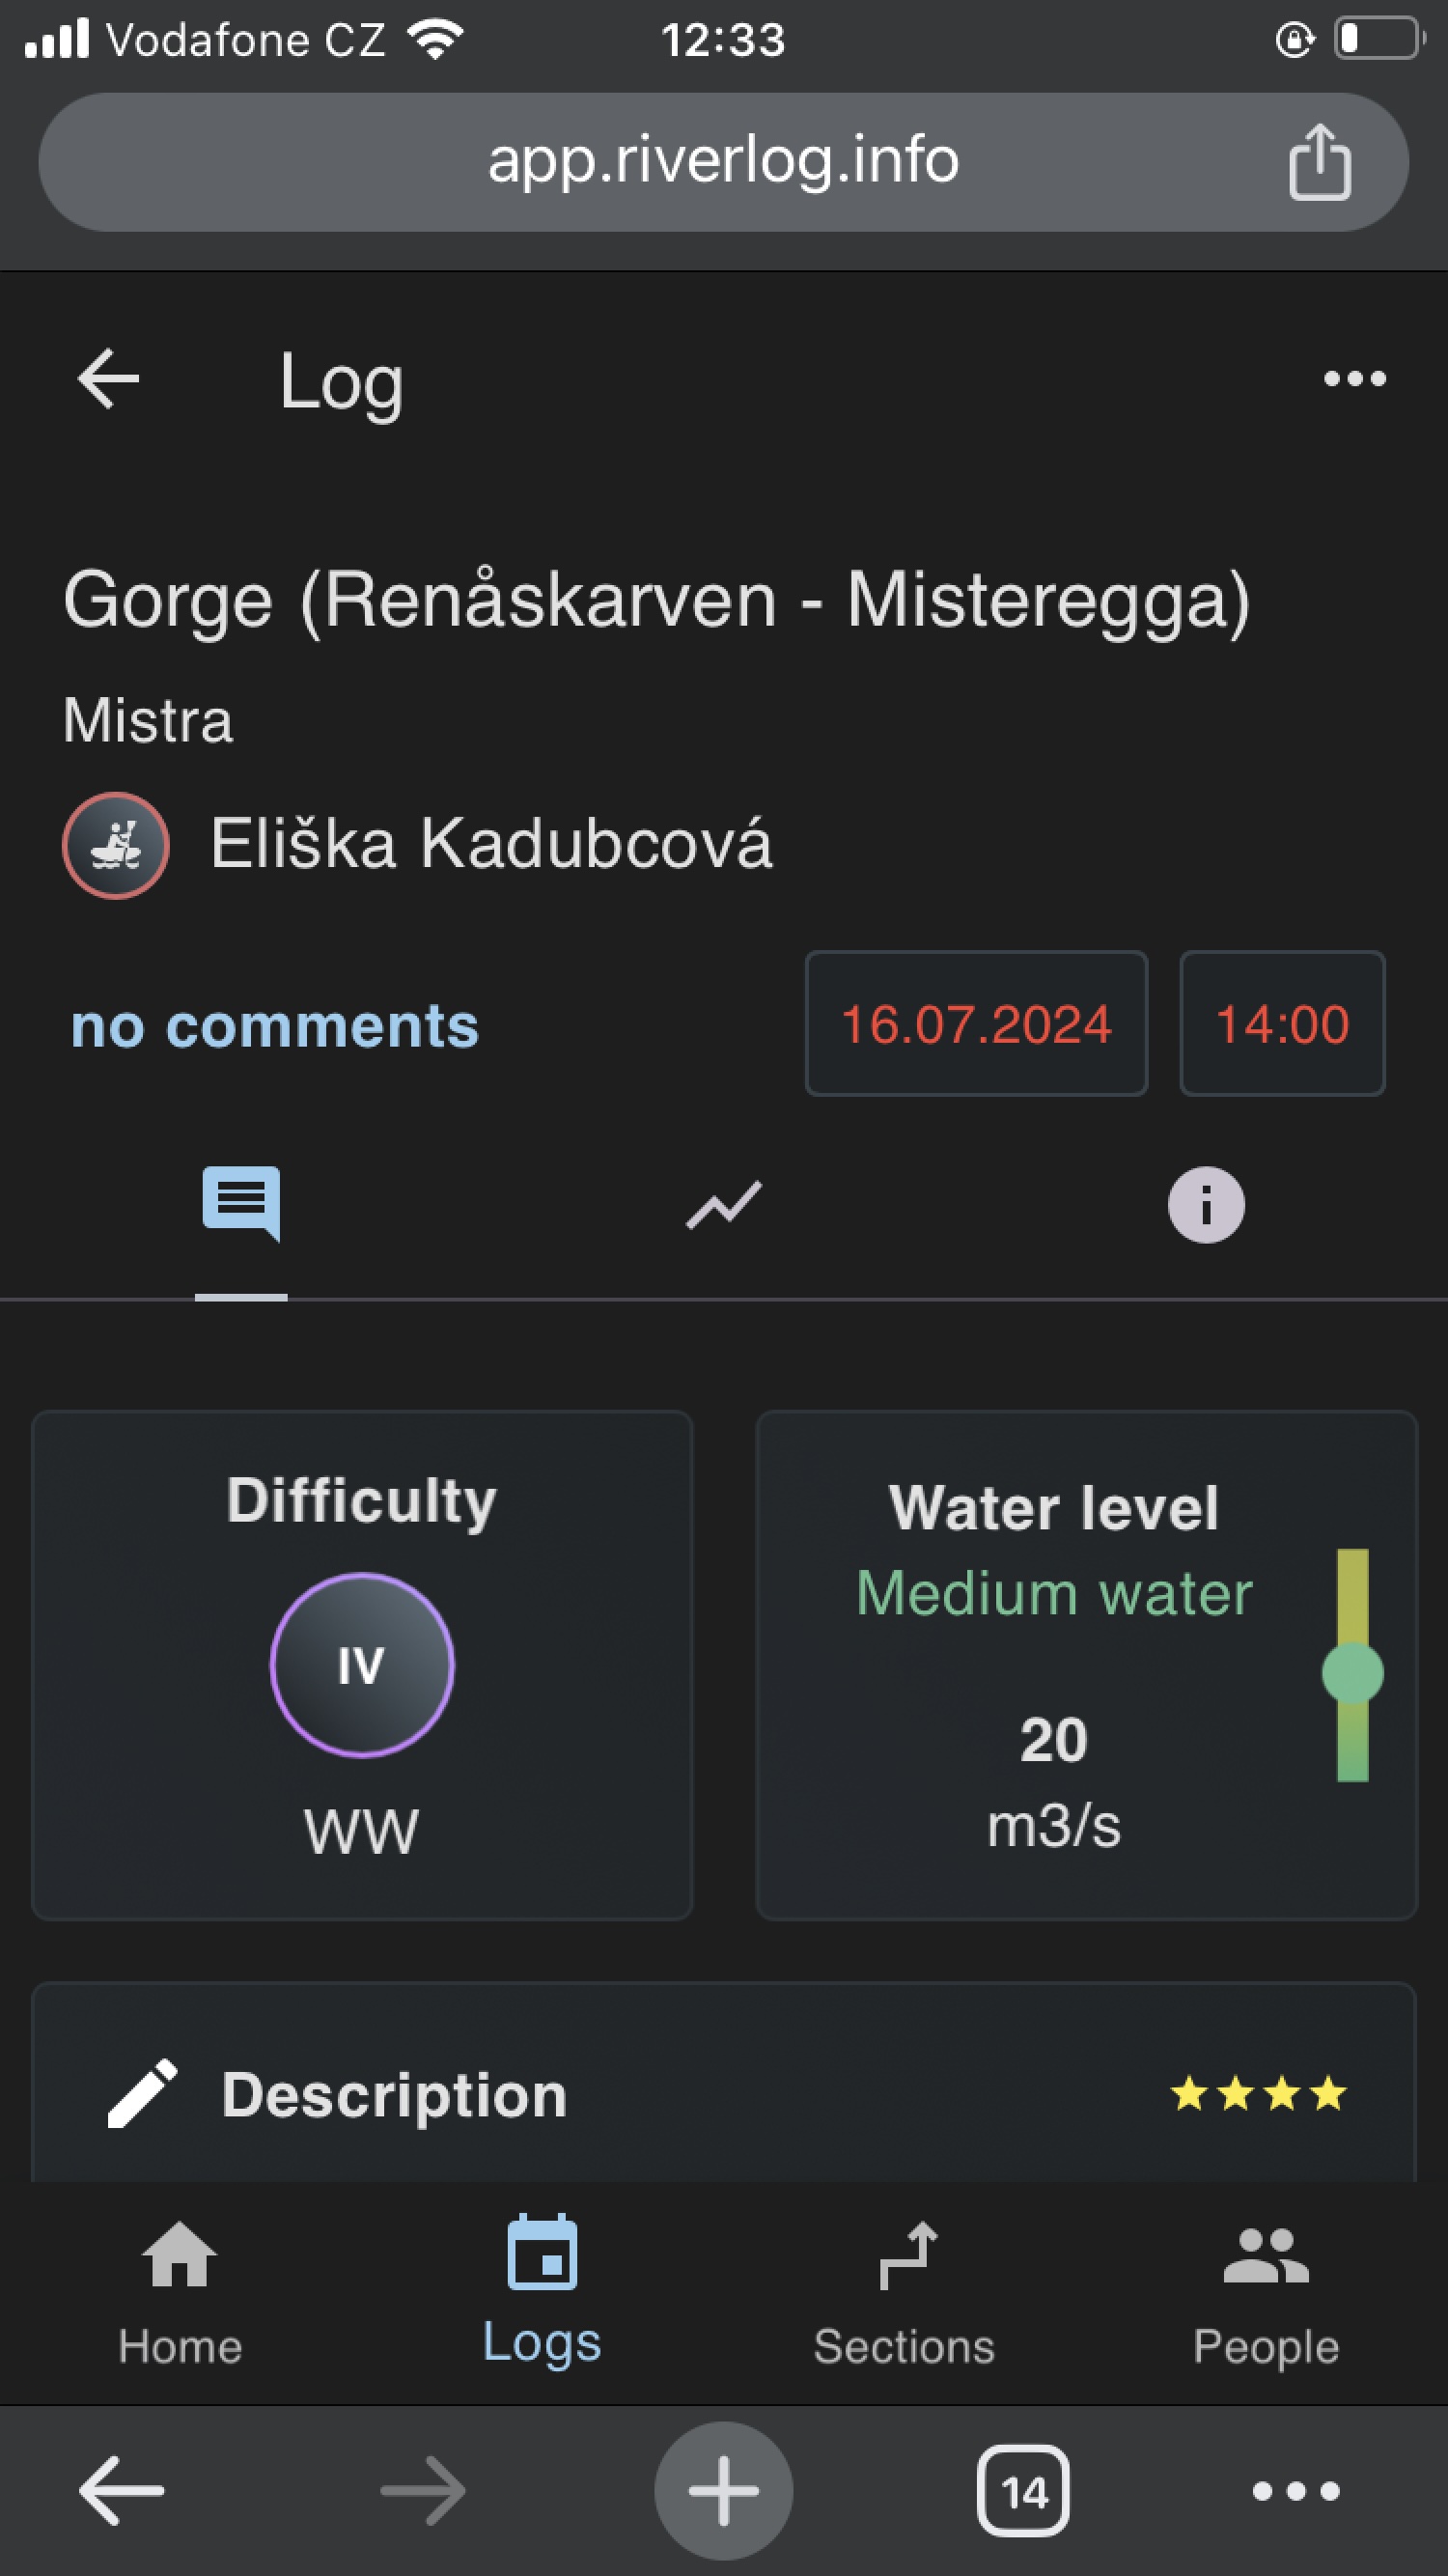 Vodafone CZ 12:33
app.riverlog.info
Log
Gorge (Renåskarven - Misteregga)
Mistra
Eliška Kadubcová
no comments 16.07.2024 14:00
Difficulty
IV
WW
Water level
Medium water
20
m3/s
Description
Home Logs Sections People
14